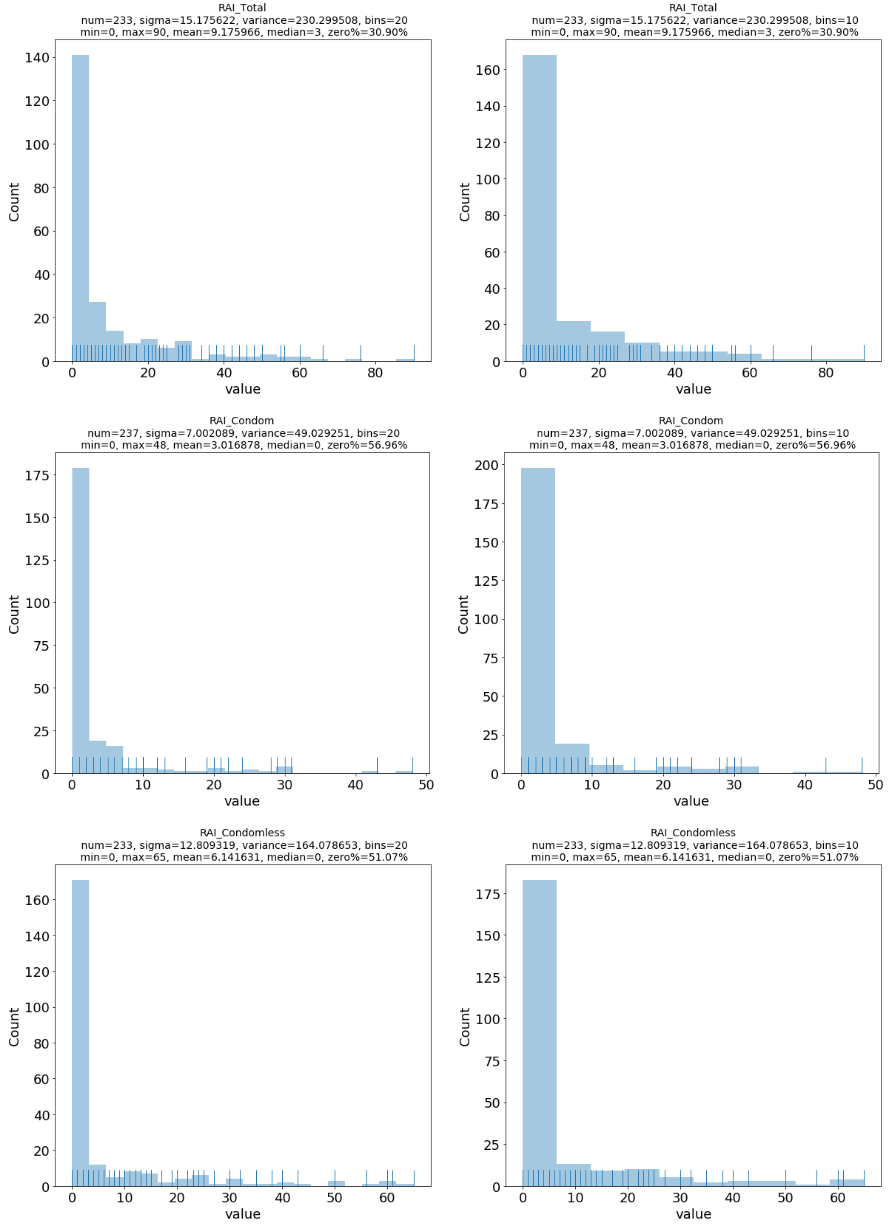 RAI_Total
num=233, sigma=15.175622, variance=230.299508, bins=20
min=0, max=90, mean=9.175966, median=3, zero%=30.90%
140
120
100
80
60
40
20
0
Count
0 20 40 60 80
value
RAI_Total
num=233, sigma=15.175622, variance=230.299508, bins=10
min=0, max=90, mean=9.175966, median=3, zero%=30.90%
160
140
120
100
80
60
40
20
0
Count
0 20 40 60 80
value
RAI_Condom
num=237, sigma=7.002089, variance=49.029251, bins=20
min=0, max=48, mean=3.016878, median=0, zero%=56.96%
175
150
125
100
75
50
25
0
Count
0 10 20 30 40 50
value
RAI_Condom
num=237, sigma=7.002089, variance=49.029251, bins=10
min=0, max=48, mean=3.016878, median=0, zero%=56.96%
200
175
150
125
100
75
50
25
0
Count
0 10 20 30 40 50
value
RAI_Condomless
num=233, sigma=12.809319, variance=164.078653, bins=20
min=0, max=65, mean=6.141631, median=0, zero%=51.07%
160
140
120
100
80
60
40
20
0
Count
0 10 20 30 40 50 60
value
RAI_Condomless
num=233, sigma=12.809319, variance=164.078653, bins=10
min=0, max=65, mean=6.141631, median=0, zero%=51.07%
175
150
125
100
75
50
25
0
Count
0 10 20 30 40 50 60
value